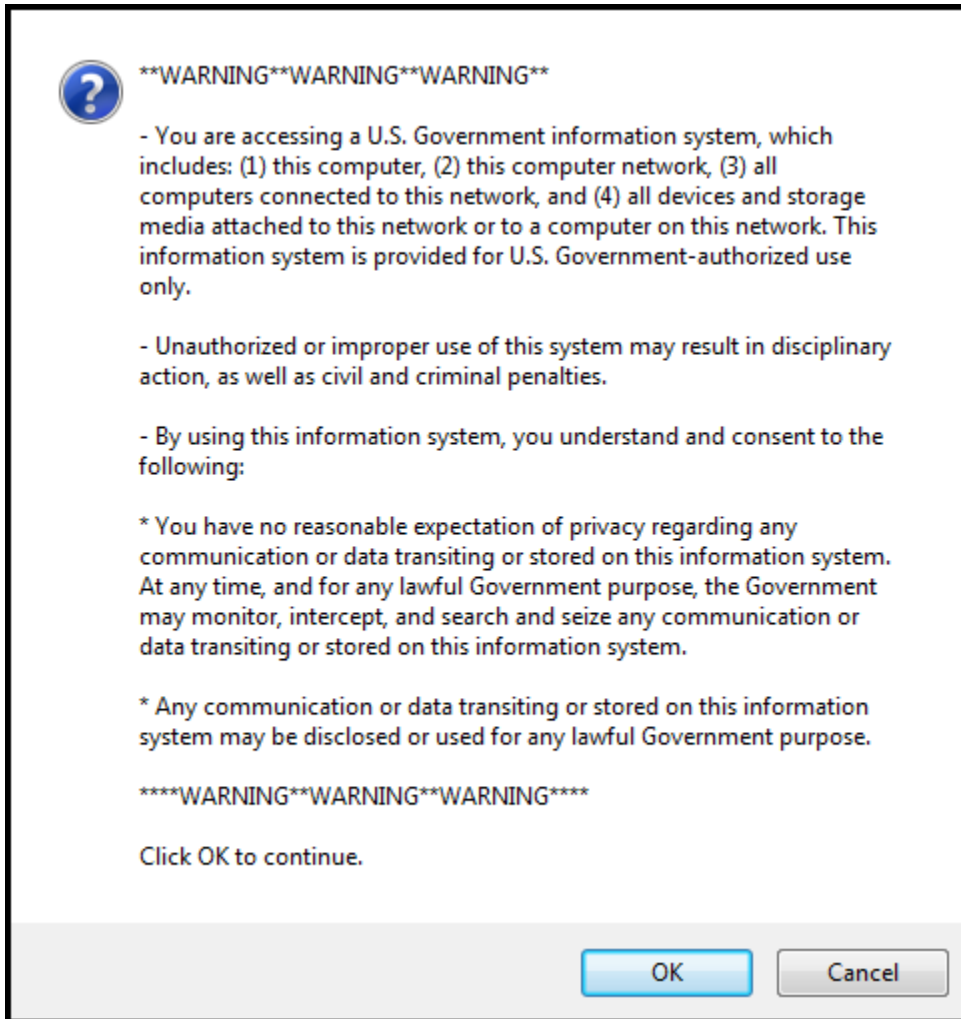 **WARNING**WARNING**WARNING**
- You are accessing a U.S. Government information system, which
includes: (1) this computer, (2) this computer network, (3) all
computers connected to this network, and (4) all devices and storage
media attached to this network or to a computer on this network. This
information system is provided for U.S. Government-authorized use
only.
- Unauthorized or improper use of this system may result in disciplinary
action, as well as civil and criminal penalties.
- By using this information system, you understand and consent to the
following:
* You have no reasonable expectation of privacy regarding any
communication or data transiting or stored on this information system.
At any time, and for any lawful Government purpose, the Government
may monitor, intercept, and search and seize any communication or
data transiting or stored on this information system.
* Any communication or data transiting or stored on this information
system may be disclosed or used for any lawful Government purpose.
****WARNING**WARNING**WARNING****
Click OK to continue.
OK
Cancel